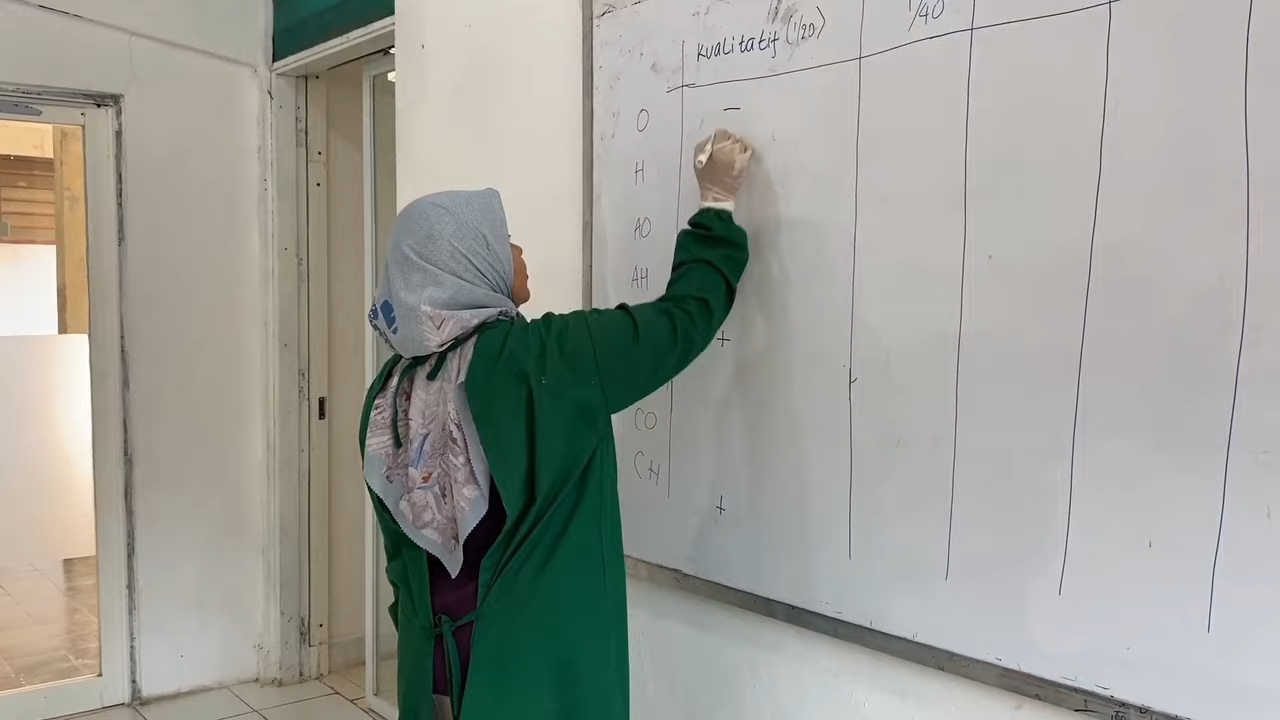 Kualitatif (1/20) 1/40
O -
H
AO
AH
+
CO
CH
+